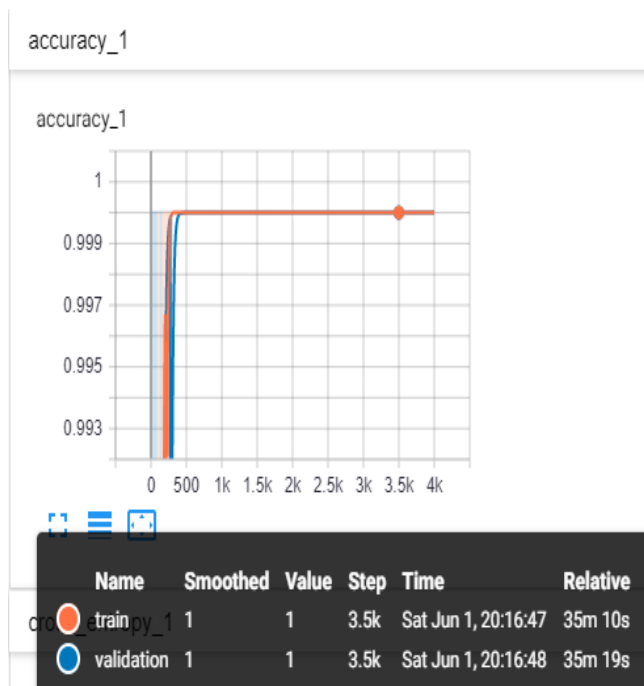 accuracy_1
accuracy_1
1
0.999
0.997
0.995
0.993
0 500 1k 1.5k 2k 2.5k 3k 3.5k 4k
Name Smoothed Value Step Time Relative
train 1 1 3.5k Sat Jun 1, 20:16:47 35m 10s
cross_entropy_1
validation 1 1 3.5k Sat Jun 1, 20:16:48 35m 19s